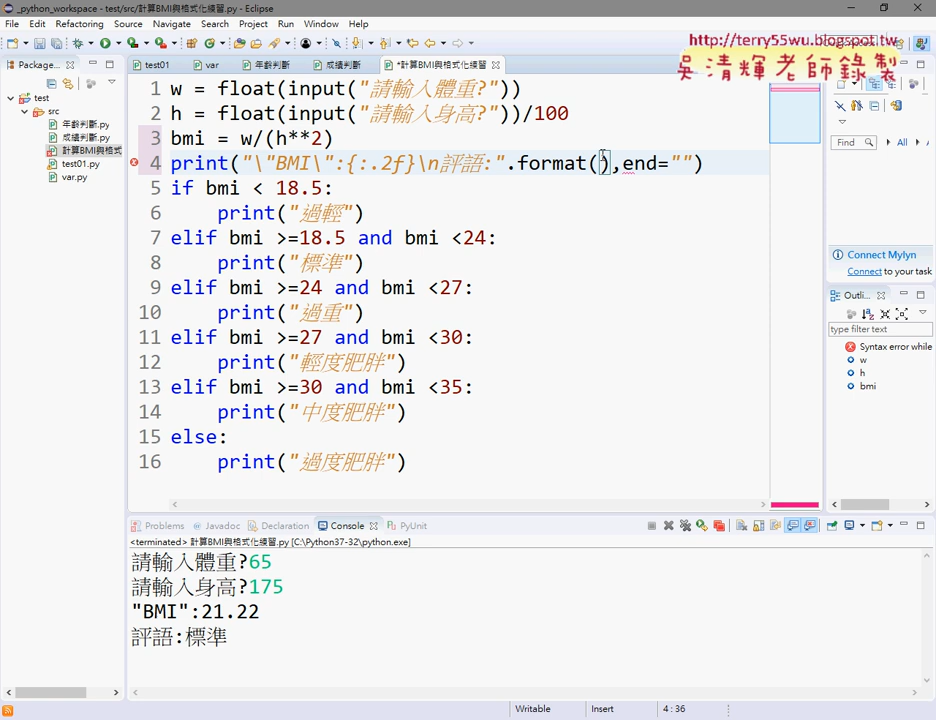 _python_workspace - test/src/計算BMI與格式化練習.py - Eclipse
File Edit Refactoring Source Navigate Search Project Run Window Help
http://terry55wu.blogspot.tw
吳清輝老師錄製
Package...
test01
var
年齡判斷
成績判斷
*計算BMI與格式化練習
test
src
年齡判斷.py
成績判斷.py
計算BMI與格式
test01.py
var.py
1 w = float(input("請輸入體重?"))
2 h = float(input("請輸入身高?"))/100
3 bmi = w/(h**2)
4 print("\"BMI\":{:.2f}\n評語:".format(),end="")
5 if bmi < 18.5:
6 print("過輕")
7 elif bmi >=18.5 and bmi <24:
8 print("標準")
9 elif bmi >=24 and bmi <27:
10 print("過重")
11 elif bmi >=27 and bmi <30:
12 print("輕度肥胖")
13 elif bmi >=30 and bmi <35:
14 print("中度肥胖")
15 else:
16 print("過度肥胖")
Find
All
Connect Mylyn
Connect to your task
Outli...
type filter text
Syntax error while
w
h
bmi
Problems Javadoc Declaration Console PyUnit
<terminated> 計算BMI與格式化練習.py [C:\Python37-32\python.exe]
請輸入體重?65
請輸入身高?175
"BMI":21.22
評語:標準
Writable Insert 4 : 36